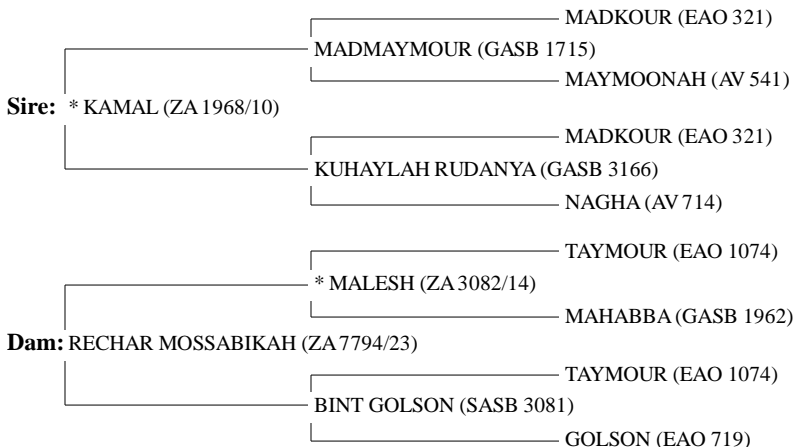 MADKOUR (EAO 321)
MADMAYMOUR (GASB 1715)
MAYMOONAH (AV 541)
Sire: * KAMAL (ZA 1968/10)
MADKOUR (EAO 321)
KUHAYLAH RUDANYA (GASB 3166)
NAGHA (AV 714)
TAYMOUR (EAO 1074)
* MALESH (ZA 3082/14)
MAHABBA (GASB 1962)
Dam: RECHAR MOSSABIKAH (ZA 7794/23)
TAYMOUR (EAO 1074)
BINT GOLSON (SASB 3081)
GOLSON (EAO 719)